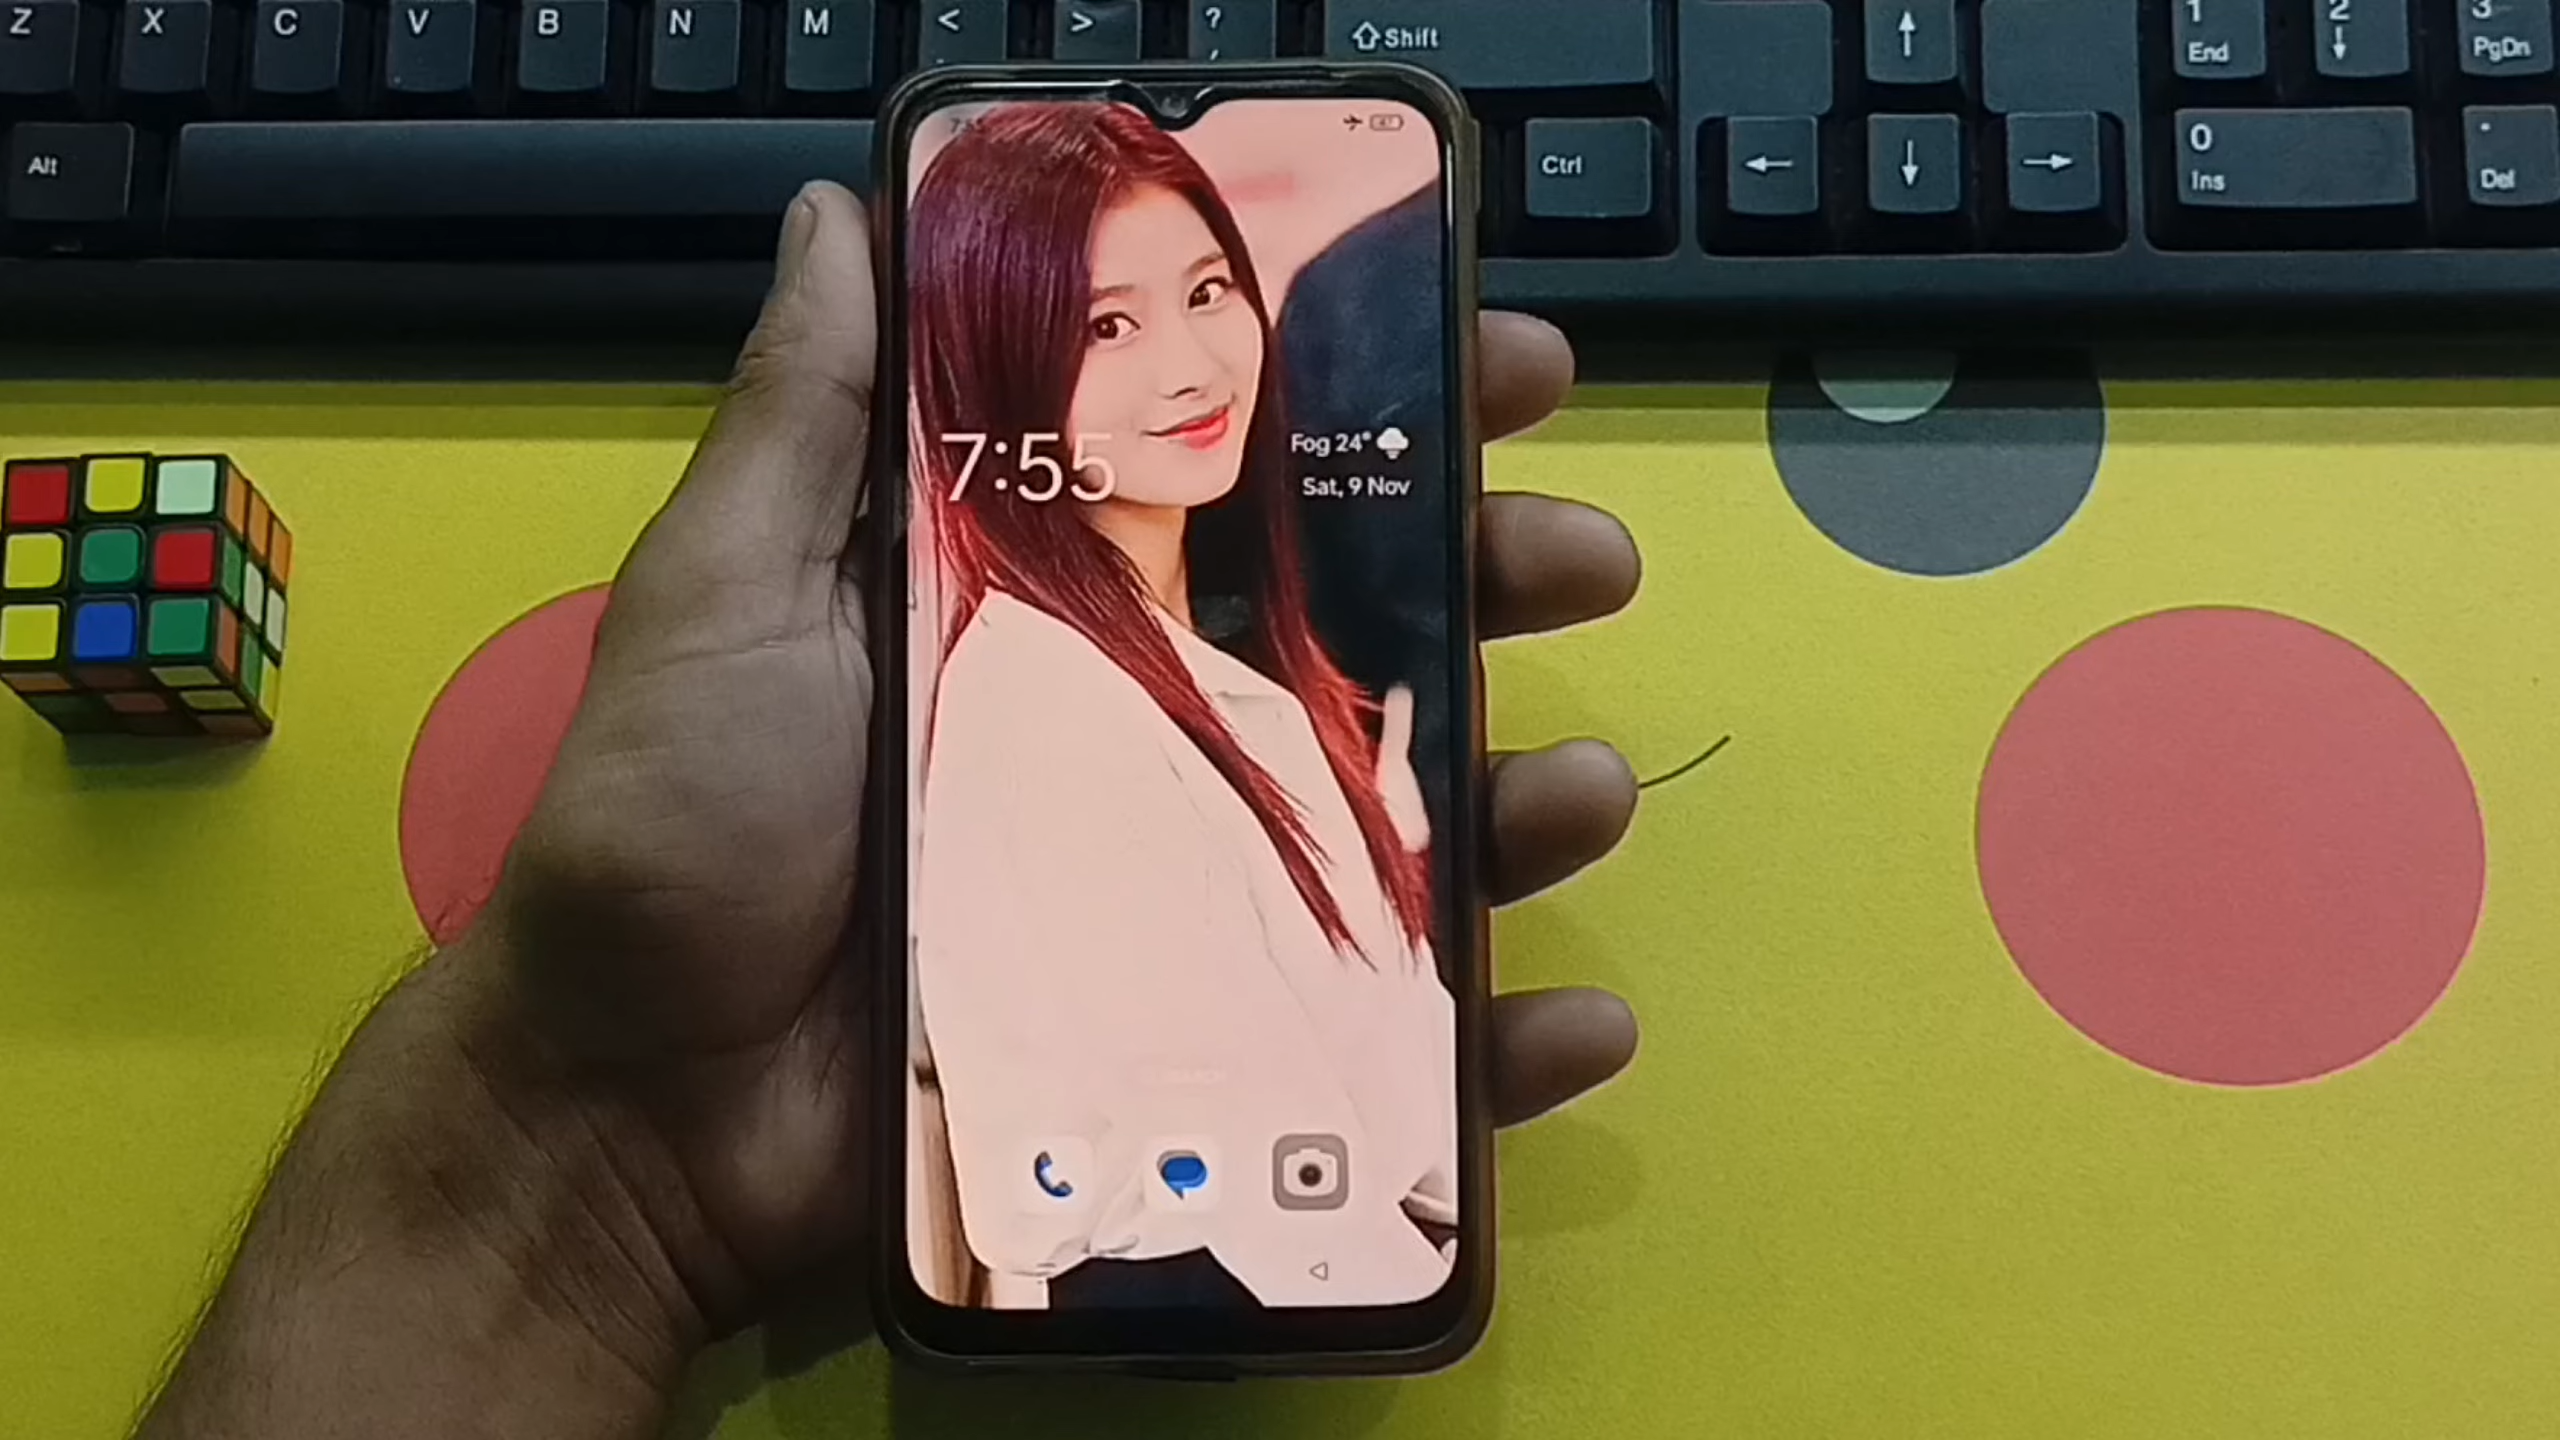 Z X C V B N M < > ? Shift 1 2 3
, End PgDn
Alt Ctrl 0 .
Ins Del
7:55
Fog 24°
Sat, 9 Nov